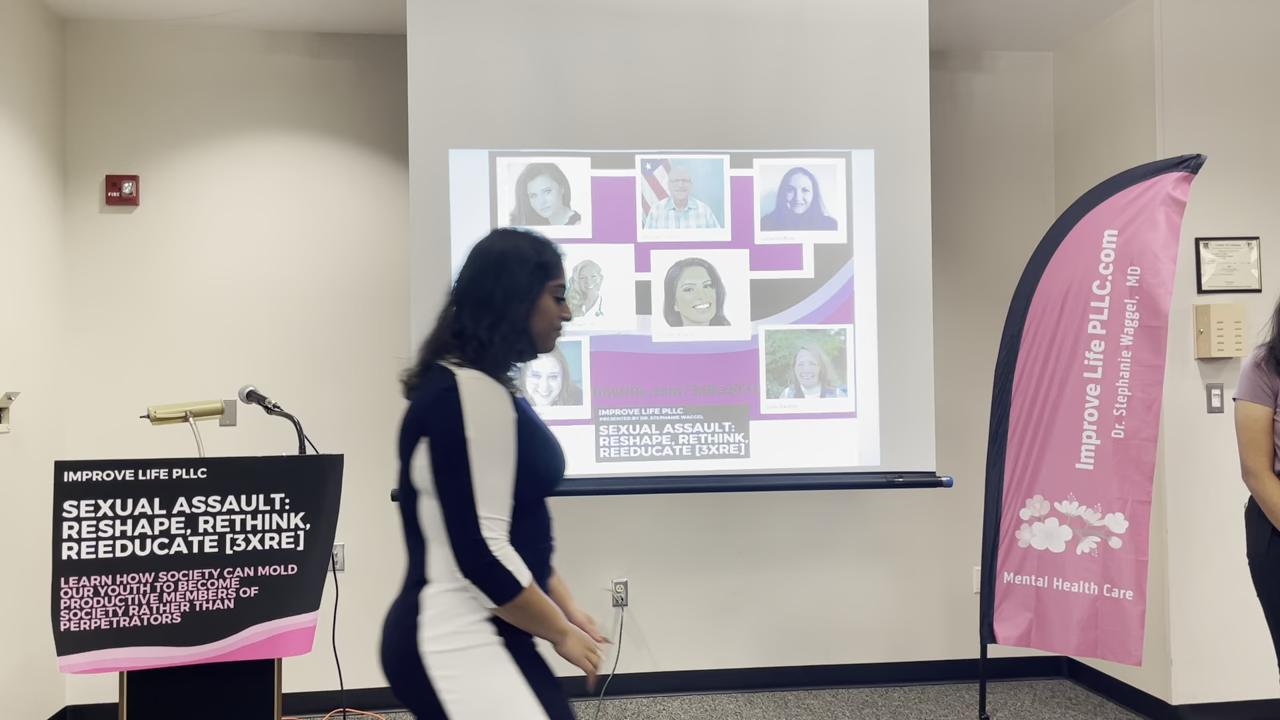 FIRE
IMPROVE LIFE PLLC
SEXUAL ASSAULT:
RESHAPE, RETHINK,
REEDUCATE [3XRE]
LEARN HOW SOCIETY CAN MOLD
OUR YOUTH TO BECOME
PRODUCTIVE MEMBERS OF
SOCIETY RATHER THAN
PERPETRATORS
IMPROVE LIFE PLLC
PRESENTED BY DR. STEPHANIE WAGGEL
SEXUAL ASSAULT:
RESHAPE, RETHINK,
REEDUCATE [3XRE]
Improve Life PLLC.com
Dr. Stephanie Waggel, MD
Mental Health Care